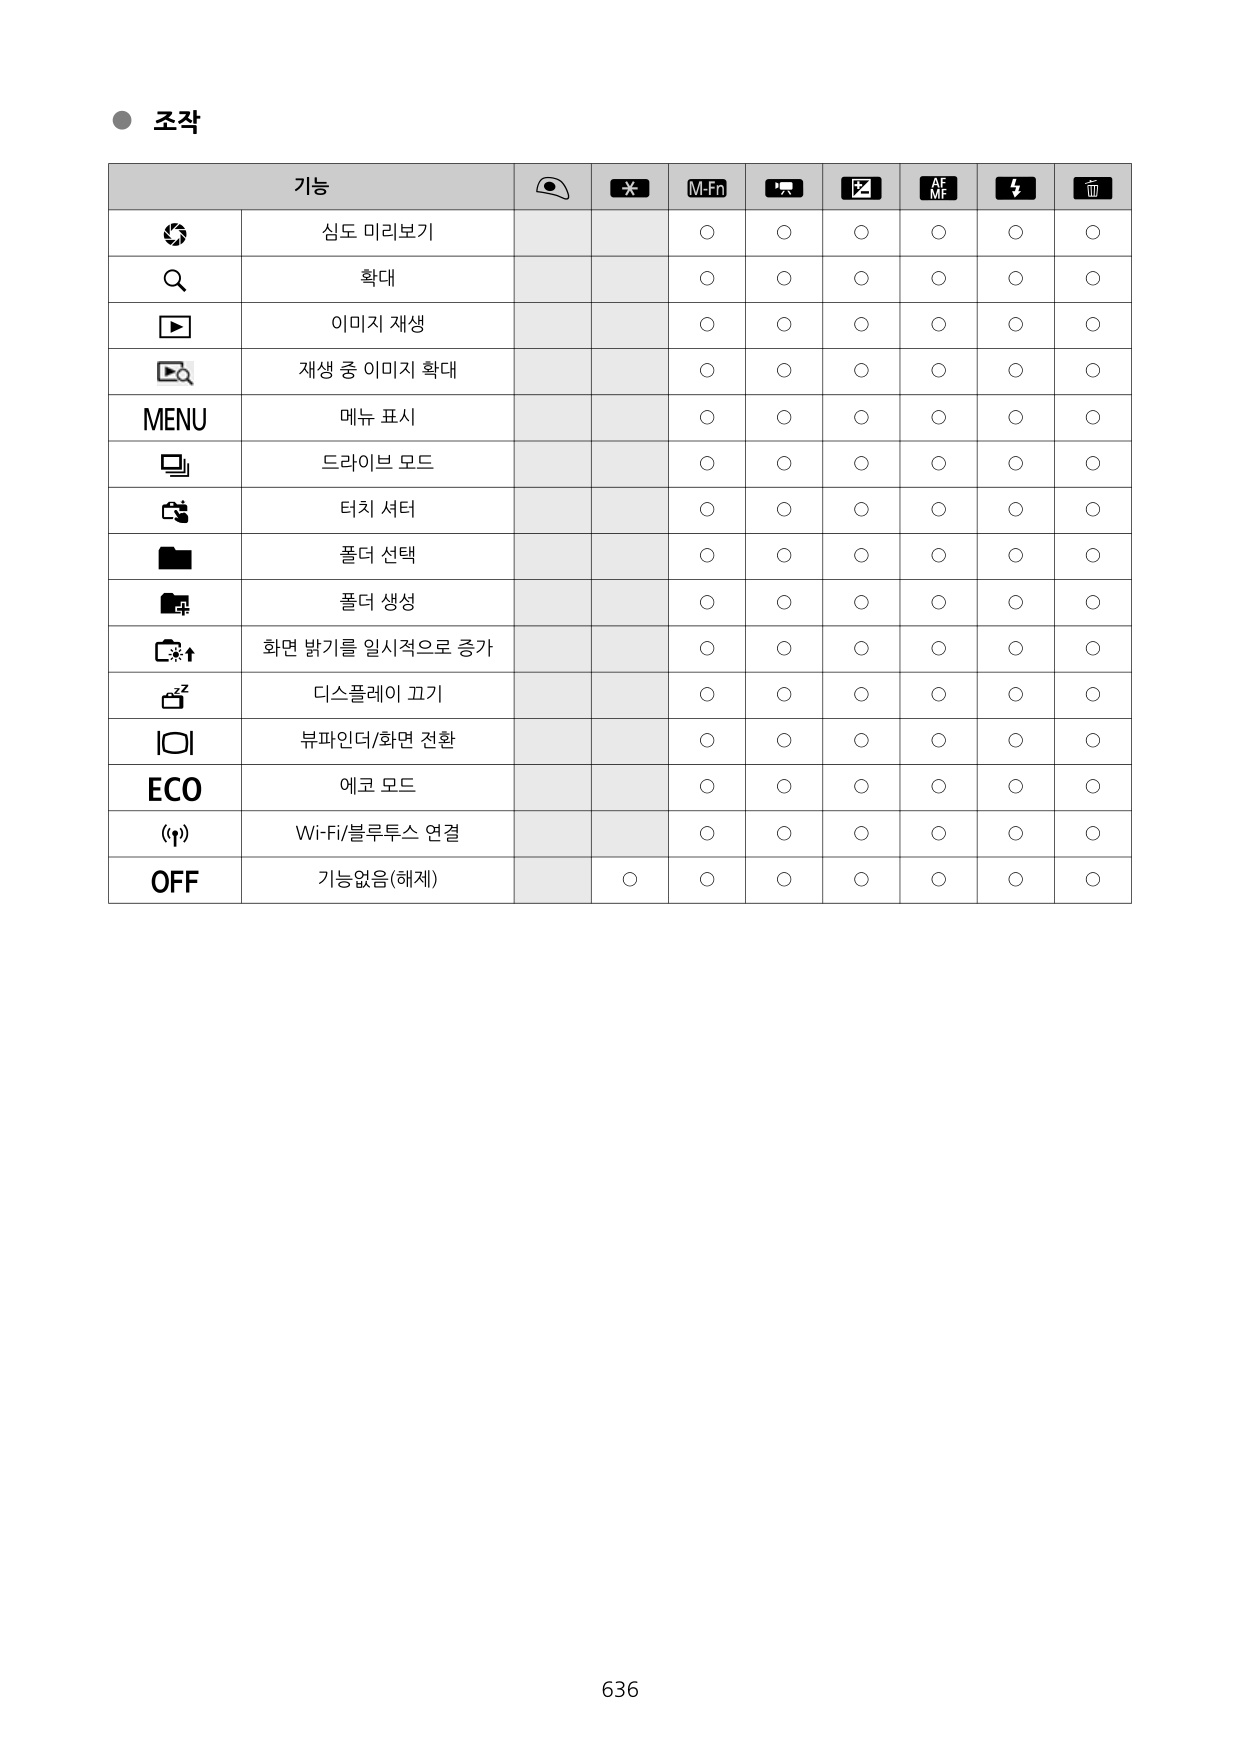 ● 조작
기능 M-Fn AF MF
심도 미리보기 ○ ○ ○ ○ ○ ○
확대 ○ ○ ○ ○ ○ ○
이미지 재생 ○ ○ ○ ○ ○ ○
재생 중 이미지 확대 ○ ○ ○ ○ ○ ○
MENU 메뉴 표시 ○ ○ ○ ○ ○ ○
드라이브 모드 ○ ○ ○ ○ ○ ○
터치 셔터 ○ ○ ○ ○ ○ ○
폴더 선택 ○ ○ ○ ○ ○ ○
폴더 생성 ○ ○ ○ ○ ○ ○
화면 밝기를 일시적으로 증가 ○ ○ ○ ○ ○ ○
디스플레이 끄기 ○ ○ ○ ○ ○ ○
뷰파인더/화면 전환 ○ ○ ○ ○ ○ ○
ECO 에코 모드 ○ ○ ○ ○ ○ ○
Wi-Fi/블루투스 연결 ○ ○ ○ ○ ○ ○
OFF 기능없음(해제) ○ ○ ○ ○ ○ ○ ○
636